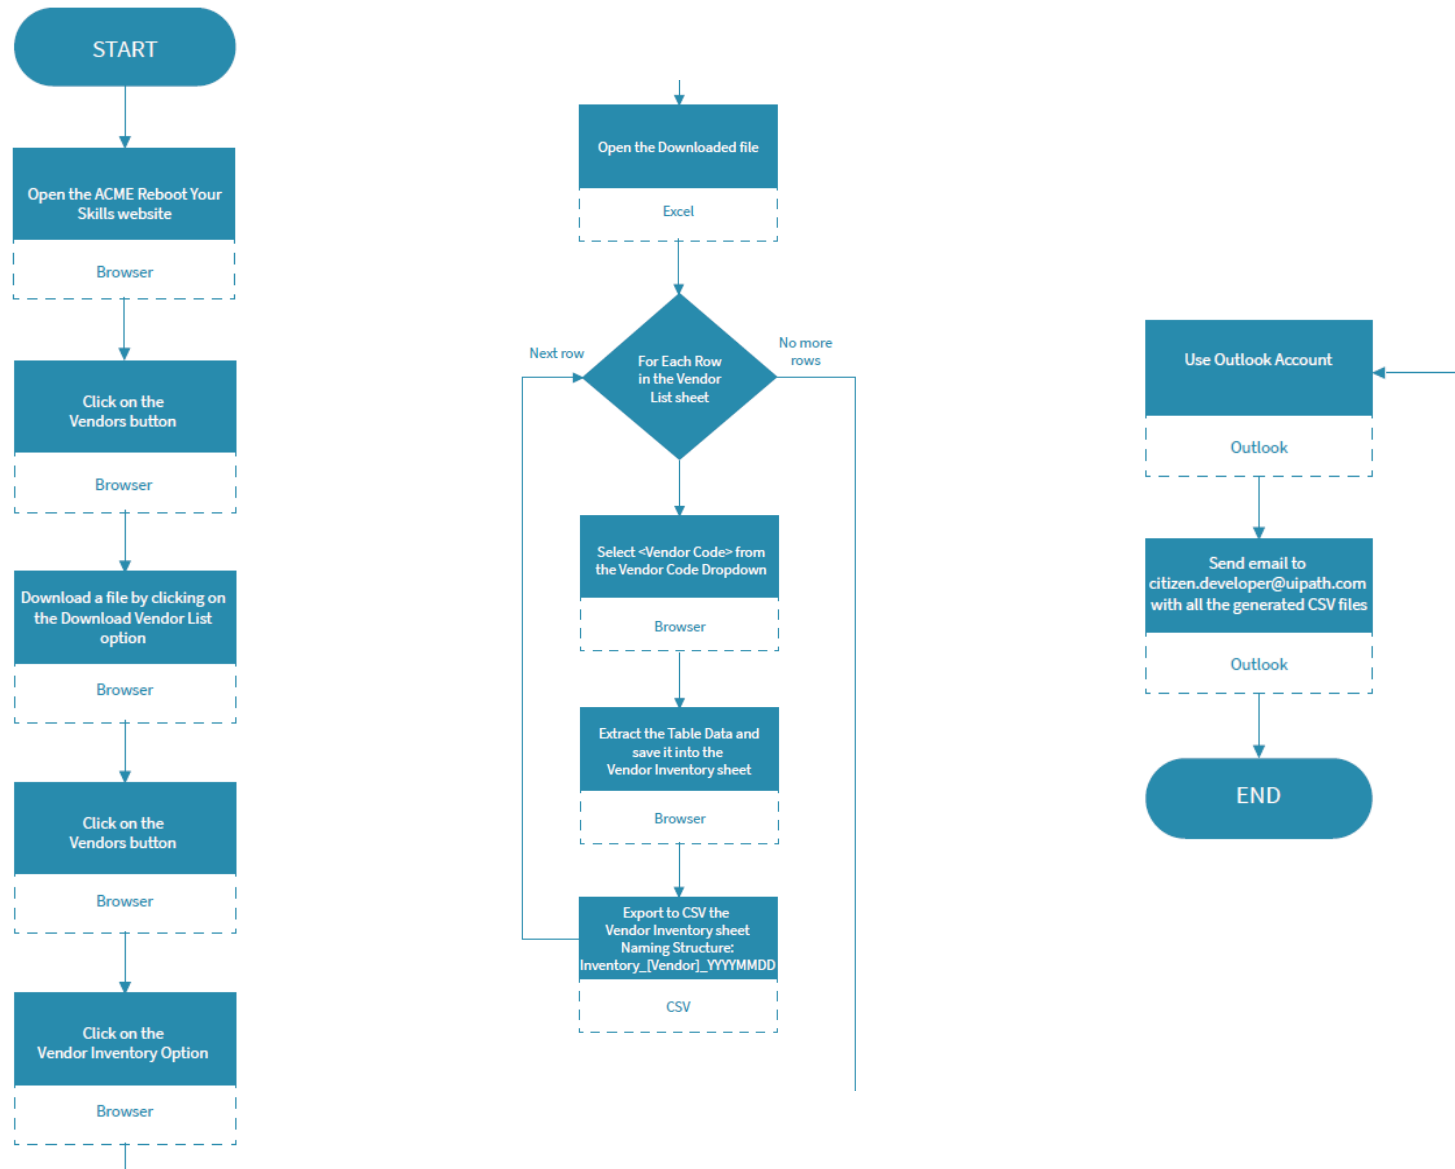 START
Open the ACME Reboot Your
Skills website
Browser
Click on the
Vendors button
Browser
Download a file by clicking on
the Download Vendor List
option
Browser
Click on the
Vendors button
Browser
Click on the
Vendor Inventory Option
Browser
Open the Downloaded file
Excel
For Each Row
in the Vendor
List sheet
Next row
No more
rows
Select <Vendor Code> from
the Vendor Code Dropdown
Browser
Extract the Table Data and
save it into the
Vendor Inventory sheet
Browser
Export to CSV the
Vendor Inventory sheet
Naming Structure:
Inventory_[Vendor]_YYYYMMDD
CSV
Use Outlook Account
Outlook
Send email to
citizen.developer@uipath.com
with all the generated CSV files
Outlook
END